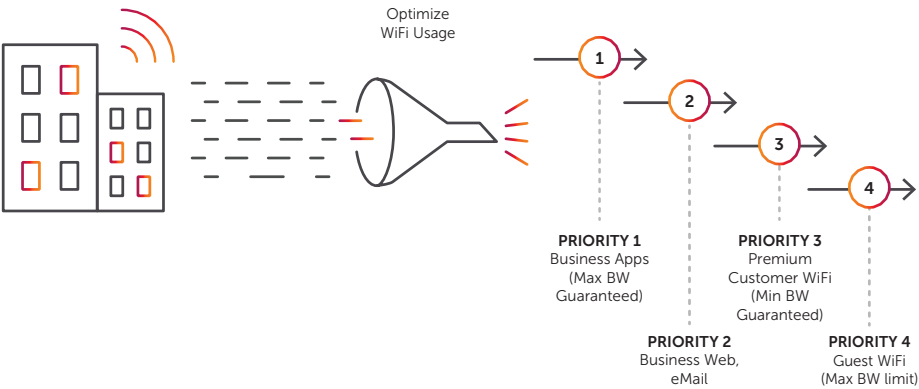 Optimize
WiFi Usage
1
2
3
4
PRIORITY 1
Business Apps
(Max BW
Guaranteed)
PRIORITY 2
Business Web,
eMail
PRIORITY 3
Premium
Customer WiFi
(Min BW
Guaranteed)
PRIORITY 4
Guest WiFi
(Max BW limit)